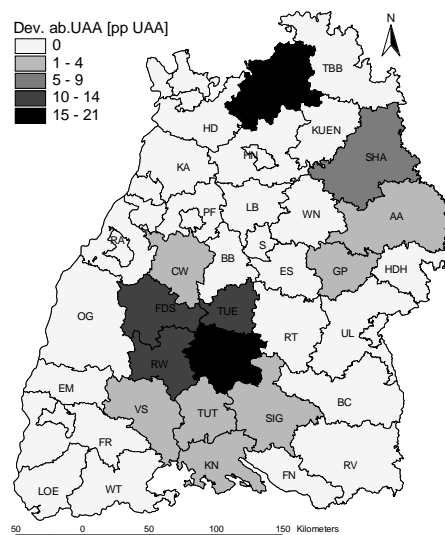 Dev. ab.UAA [pp UAA]
0
1 - 4
5 - 9
10 - 14
15 - 21
N
TBB
HD
KUEN
HN
SHA
KA
PF
LB
WN
AA
RA
S
CW
BB
ES
GP
HDH
OG
FDS
TUE
RT
UL
RW
EM
VS
TUT
SIG
BC
FR
KN
FN
RV
LOE
WT
50 0 50 100 150 Kilometers